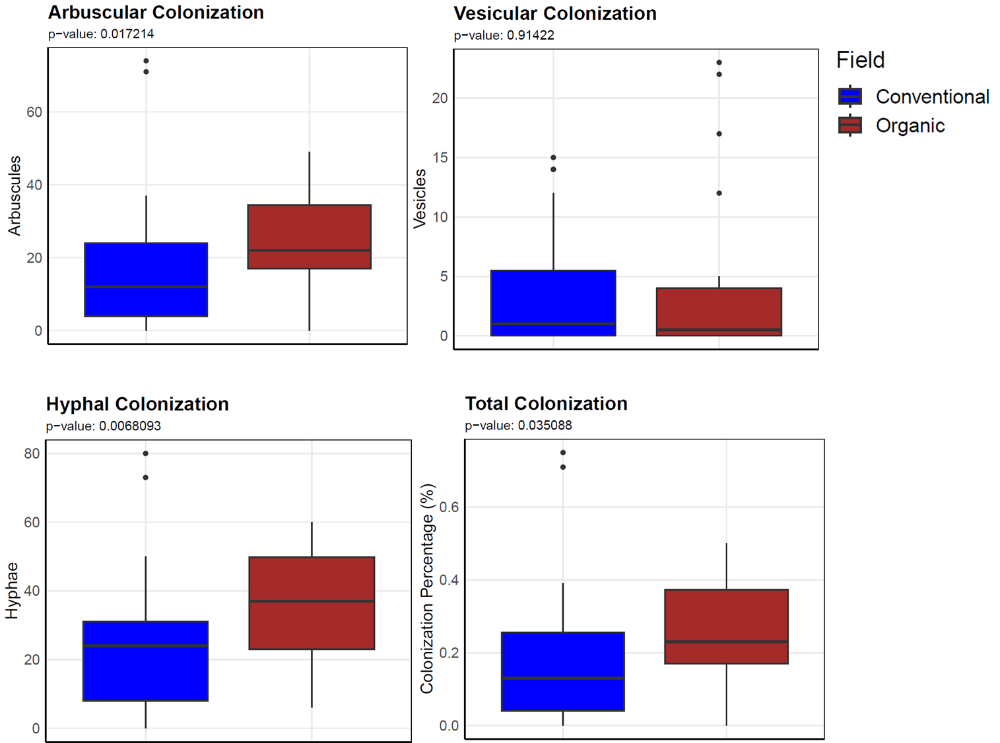 Arbuscular Colonization
p−value: 0.017214
Arbuscules
60
40
20
0
Vesicular Colonization
p−value: 0.91422
Vesicles
20
15
10
5
0
Field
Conventional
Organic
Hyphal Colonization
p−value: 0.0068093
Hyphae
80
60
40
20
0
Total Colonization
p−value: 0.035088
Colonization Percentage (%)
0.6
0.4
0.2
0.0